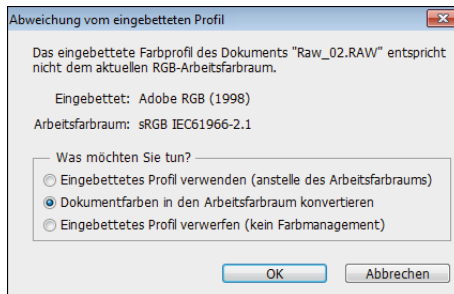 Abweichung vom eingebetteten Profil
Das eingebettete Farbprofil des Dokuments "Raw_02.RAW" entspricht
nicht dem aktuellen RGB-Arbeitsfarbraum.
Eingebettet: Adobe RGB (1998)
Arbeitsfarbraum: sRGB IEC61966-2.1
Was möchten Sie tun?
Eingebettetes Profil verwenden (anstelle des Arbeitsfarbraums)
Dokumentfarben in den Arbeitsfarbraum konvertieren
Eingebettetes Profil verwerfen (kein Farbmanagement)
OK Abbrechen